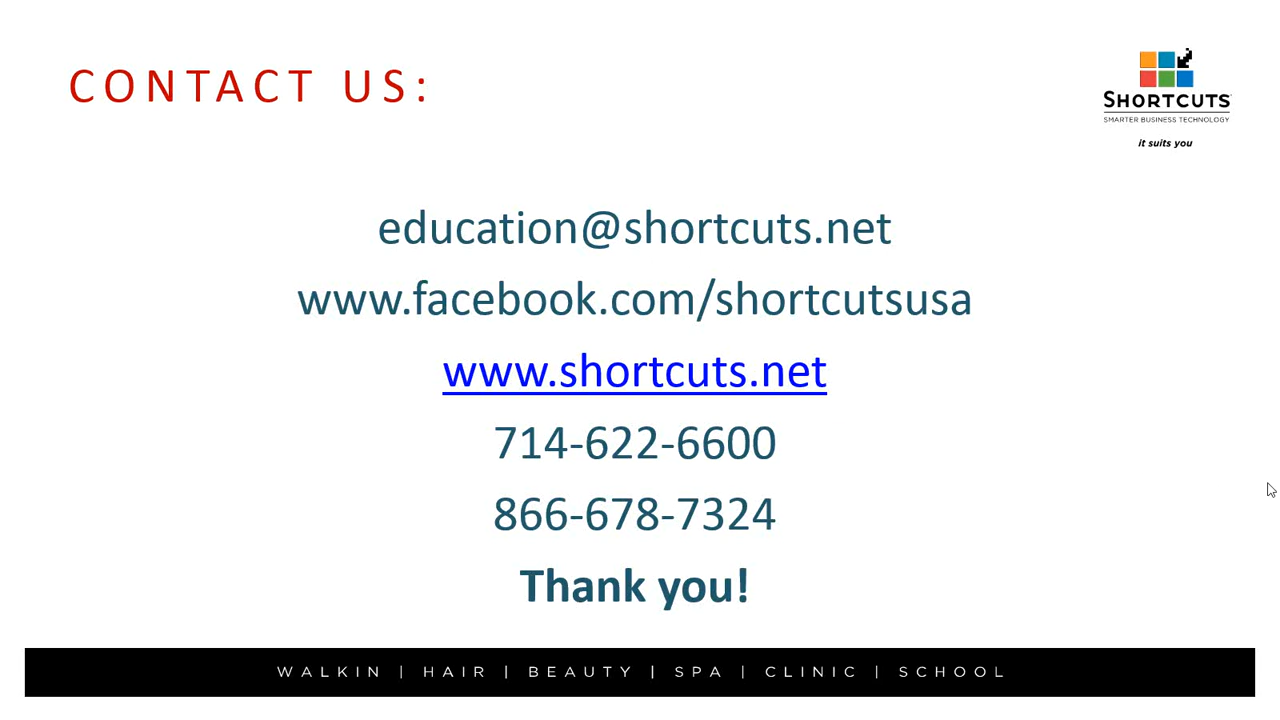 CONTACT US:
SHORTCUTS
SMARTER BUSINESS TECHNOLOGY
it suits you
education@shortcuts.net
www.facebook.com/shortcutsusa
www.shortcuts.net
714-622-6600
866-678-7324
Thank you!
WALKIN | HAIR | BEAUTY | SPA | CLINIC | SCHOOL